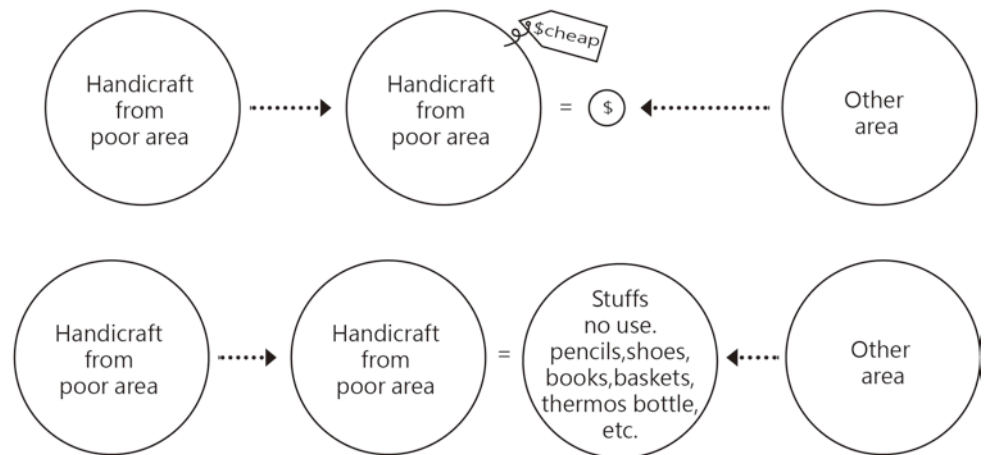 $cheap
Handicraft
from
poor area
Handicraft
from
poor area
=
$
Other
area
Handicraft
from
poor area
Handicraft
from
poor area
=
Stuffs
no use.
pencils,shoes,
books,baskets,
thermos bottle,
etc.
Other
area